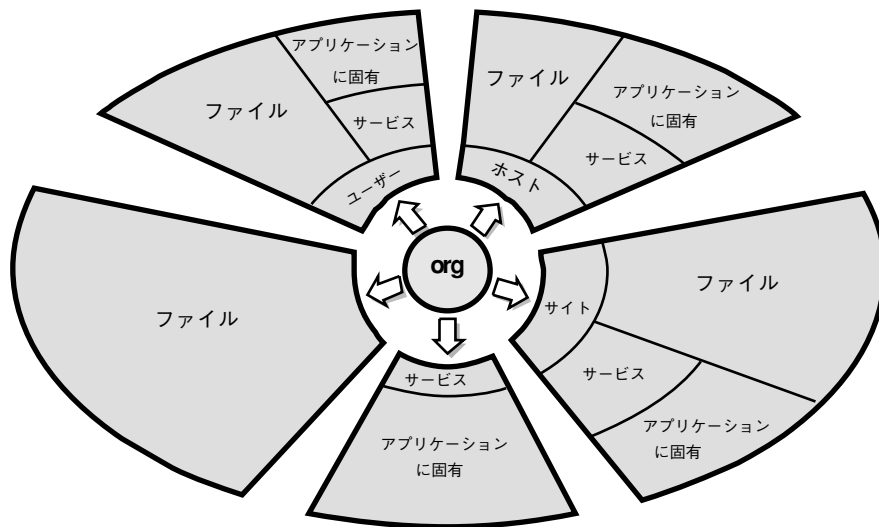 アプリケーション
に固有
ファイル
サービス
ユーザー
ファイル
アプリケーション
に固有
サービス
ホスト
org
ファイル
サイト
ファイル
サービス
アプリケーション
に固有
サービス
アプリケーション
に固有